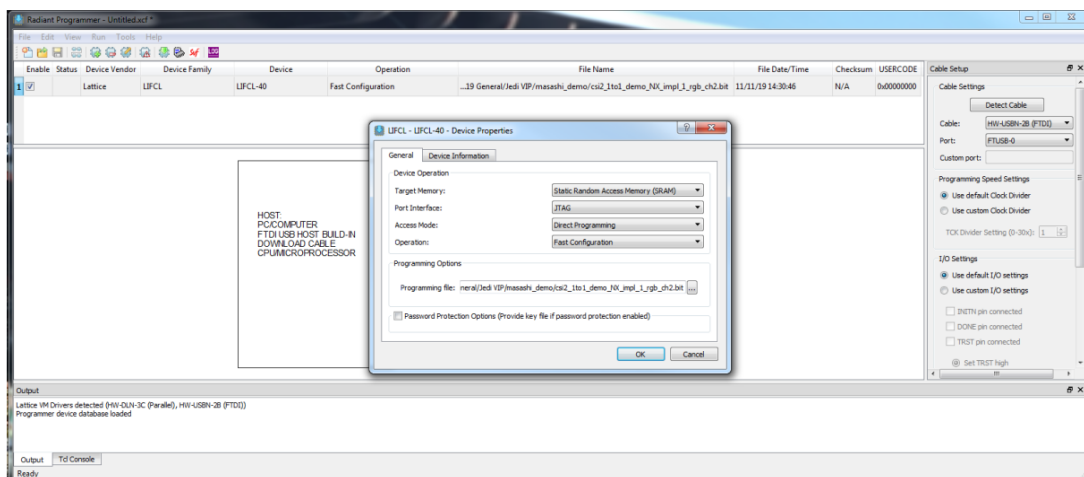 Radiant Programmer - Untitled.xcf *
File Edit View Run Tools Help
Enable Status Device Vendor Device Family Device Operation File Name File Date/Time Checksum USERCODE
1 Lattice LIFCL LIFCL-40 Fast Configuration ...19 General/Jedi VIP/masashi_demo/csi2_1to1_demo_NX_impl_1_rgb_ch2.bit 11/11/19 14:30:46 N/A 0x00000000
HOST:
PC/COMPUTER
FTDI USB HOST BUILD-IN
DOWNLOAD CABLE
CPU/MICROPROCESSOR
LIFCL - LIFCL-40 - Device Properties
General Device Information
Device Operation
Target Memory: Static Random Access Memory (SRAM)
Port Interface: JTAG
Access Mode: Direct Programming
Operation: Fast Configuration
Programming Options
Programming file: neral/Jedi VIP/masashi_demo/csi2_1to1_demo_NX_impl_1_rgb_ch2.bit ...
Password Protection Options (Provide key file if password protection enabled)
OK Cancel
Cable Setup
Cable Settings
Detect Cable
Cable: HW-USBN-2B (FTDI)
Port: FTUSB-0
Custom port:
Programming Speed Settings
Use default Clock Divider
Use custom Clock Divider
TCK Divider Setting (0-30x): 1
I/O Settings
Use default I/O settings
Use custom I/O settings
INITN pin connected
DONE pin connected
TRST pin connected
Set TRST high
Output
Lattice VM Drivers detected (HW-DLN-3C (Parallel), HW-USBN-2B (FTDI))
Programmer device database loaded
Output Tcl Console
Ready